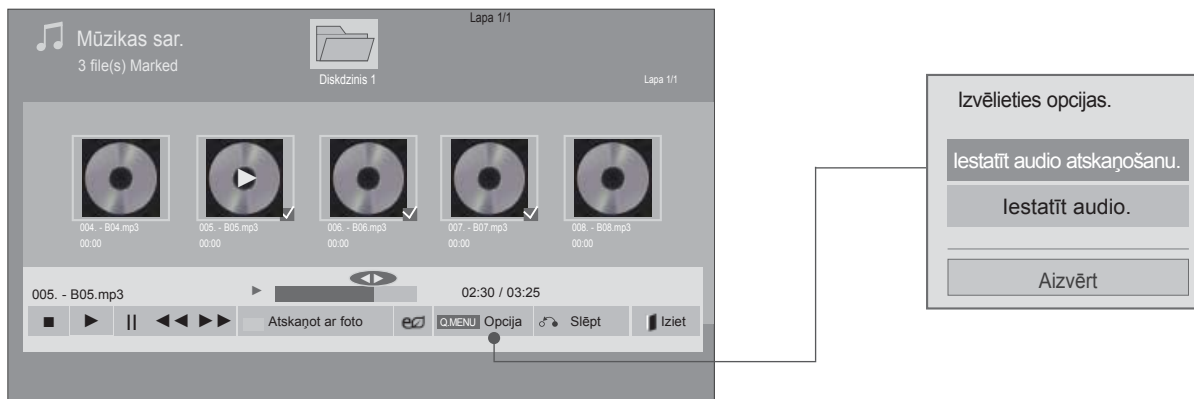 Lapa 1/1
Mūzikas sar.
3 file(s) Marked
Diskdzinis 1
Lapa 1/1
004. - B04.mp3
00:00
005. - B05.mp3
00:00
006. - B06.mp3
00:00
007. - B07.mp3
00:00
008. - B08.mp3
00:00
005. - B05.mp3
02:30 / 03:25
Atskaņot ar foto
Q.MENU Opcija
Slēpt
Iziet
Izvēlieties opcijas.
Iestatīt audio atskaņošanu.
Iestatīt audio.
Aizvērt